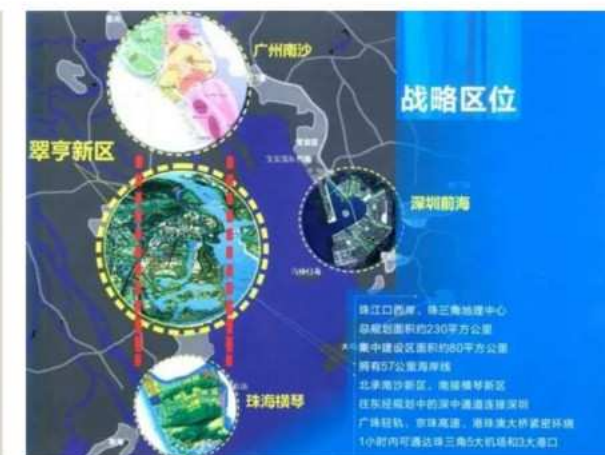 广州南沙
战略区位
翠亨新区
深圳前海
珠海横琴
珠江口西岸，珠三角地理中心
总规划面积约230平方公里
集中建设区面积约80平方公里
拥有57公里海岸线
北承南沙新区，南接横琴新区
往东经规划中的深中通道连接深圳
广珠轻轨、京珠高速、港珠澳大桥紧密环绕
1小时内可通达珠三角5大机场和3大港口